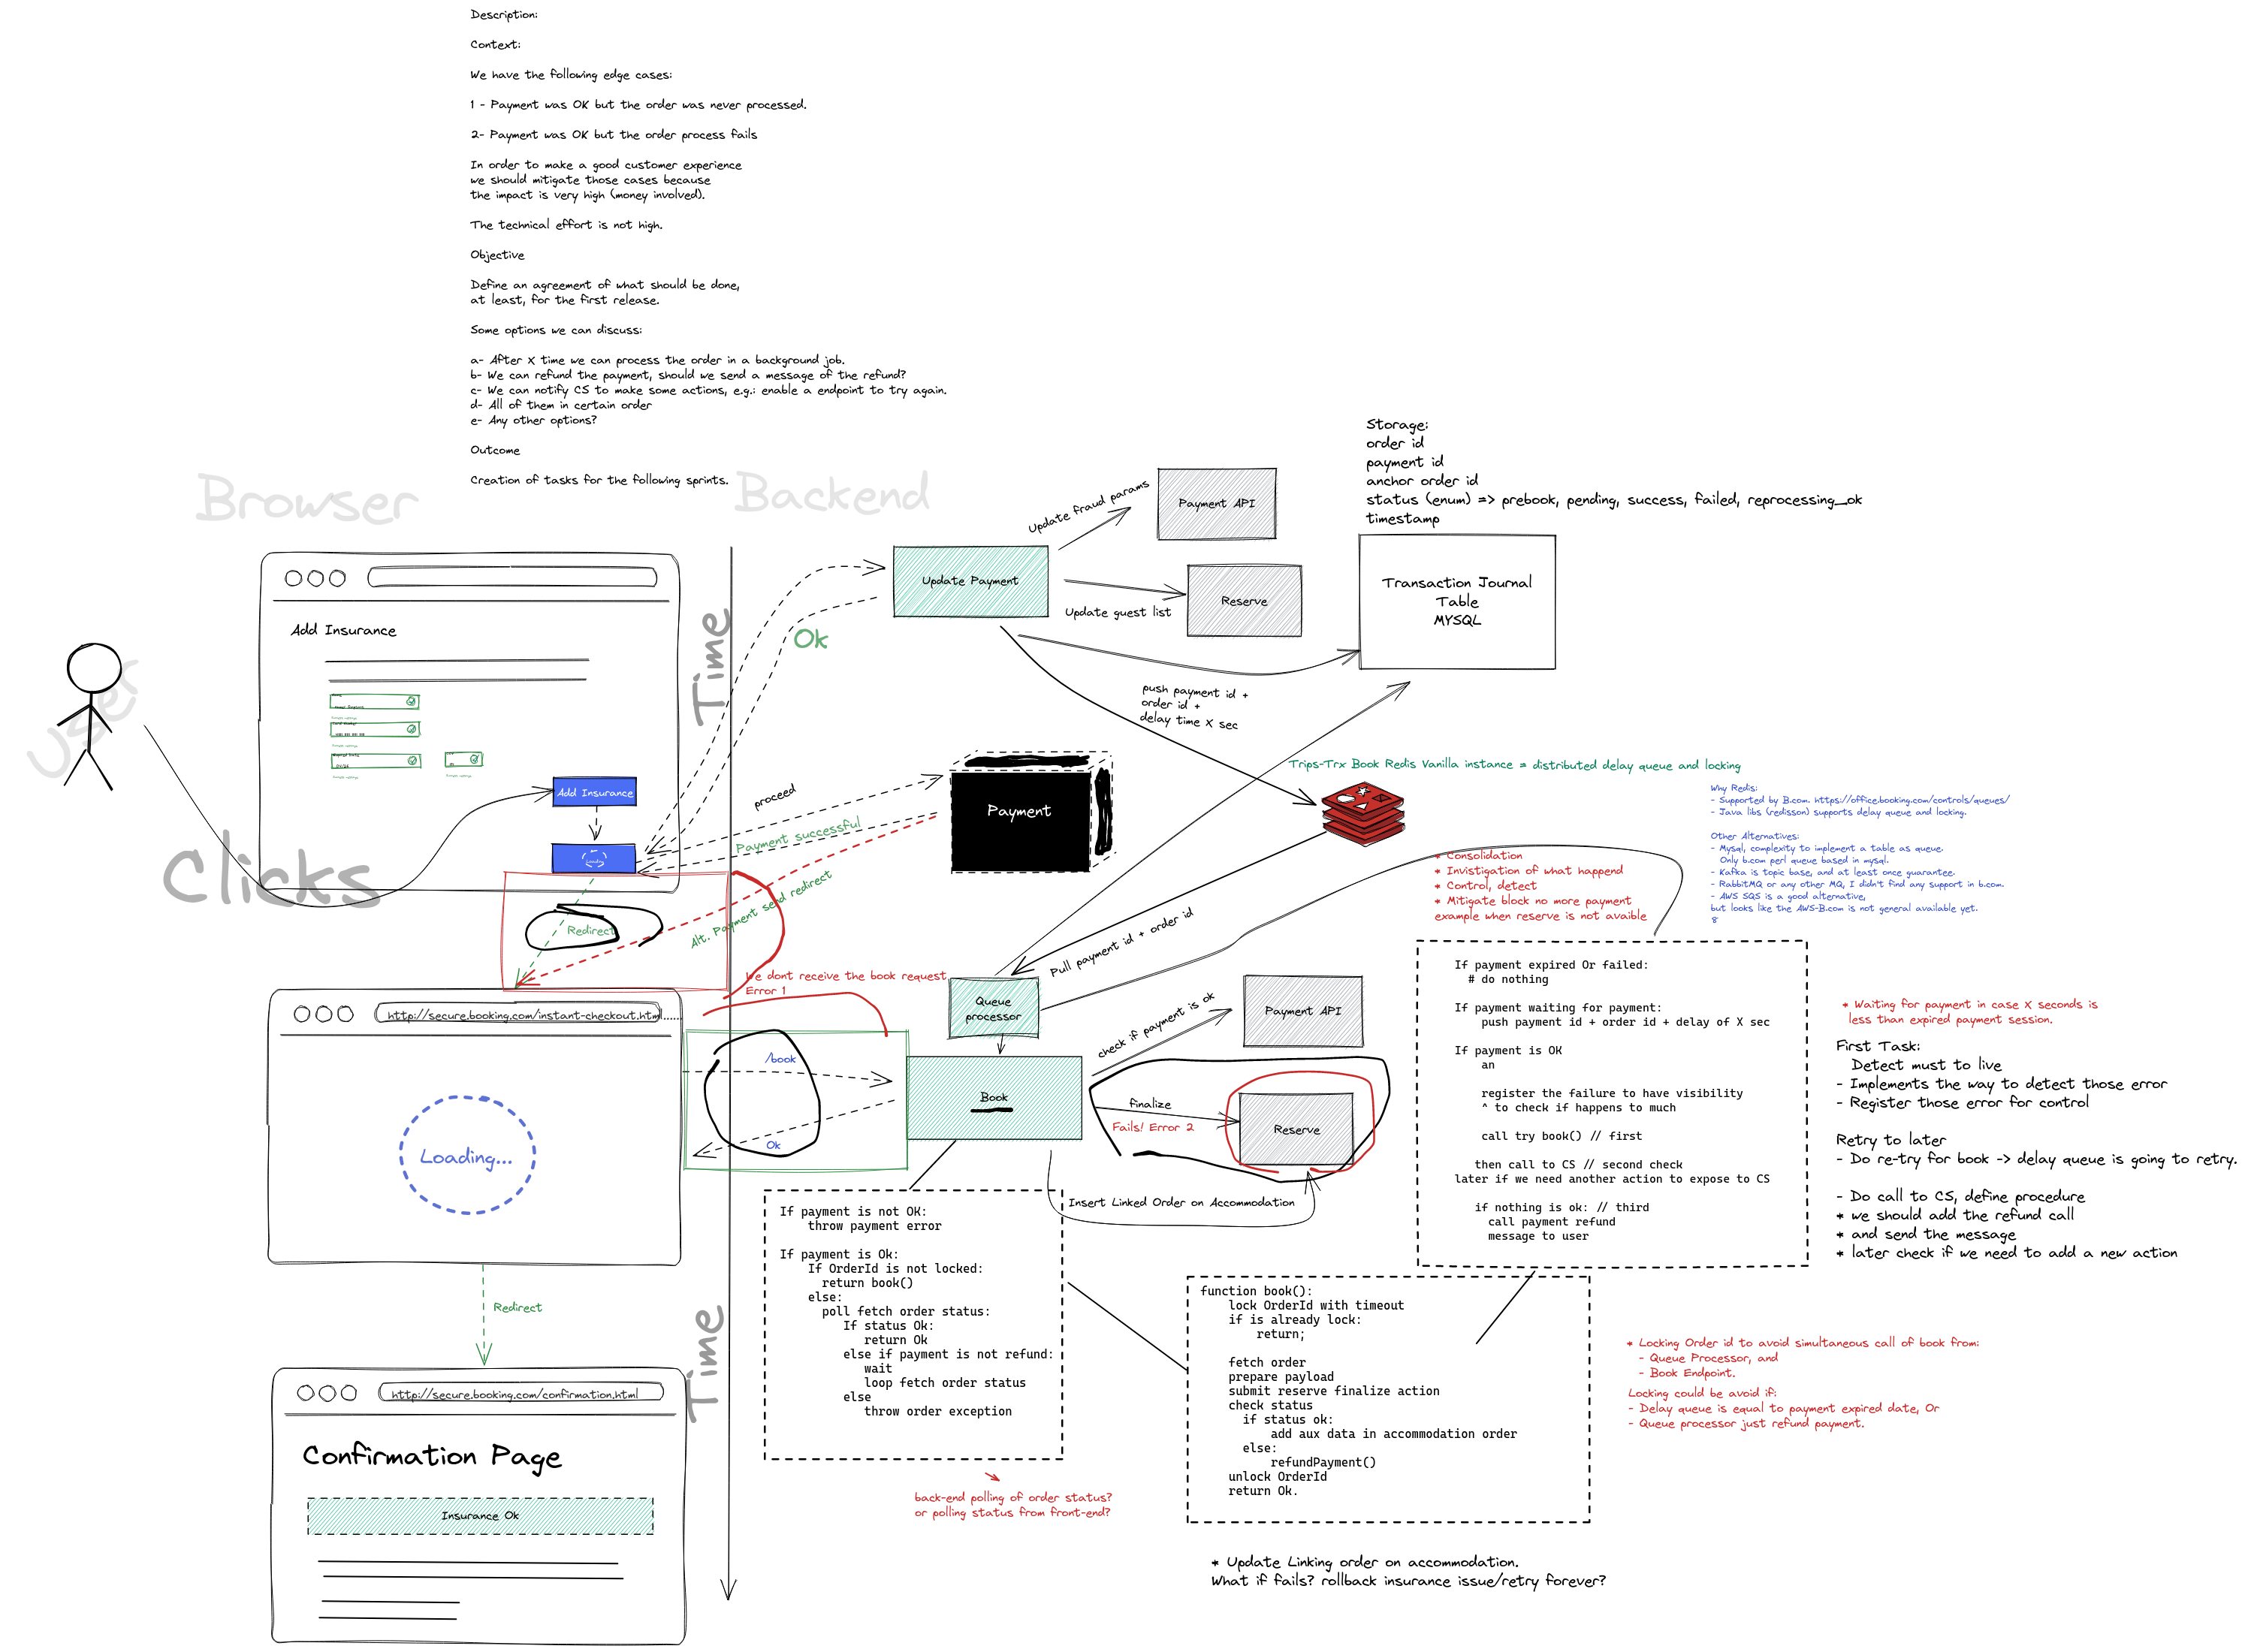 Description:
Context:
We have the following edge cases:
1 - Payment was OK but the order was never processed.
2- Payment was OK but the order process fails
In order to make a good customer experience
we should mitigate those cases because
the impact is very high (money involved).
The technical effort is not high.
Objective
Define an agreement of what should be done,
at least, for the first release.
Some options we can discuss:
a- After X time we can process the order in a background job.
b- We can refund the payment, should we send a message of the refund?
c- We can notify CS to make some actions, e.g.: enable a endpoint to try again.
d- All of them in certain order
e- Any other options?
Outcome
Creation of tasks for the following sprints.
Browser
Backend
User
Clicks
Time
Time
Add Insurance
Add Insurance
Loading
Redirect
http://secure.booking.com/instant-checkout.html......
Loading...
Redirect
http://secure.booking.com/confirmation.html
Confirmation Page
Insurance Ok
Ok
proceed
Payment successful
Alt. Payment send redirect
We dont receive the book request
Error 1
/book
Ok
Update Payment
Update fraud params
Payment API
Update guest list
Reserve
Storage:
order id
payment id
anchor order id
status (enum) => prebook, pending, success, failed, reprocessing_ok
timestamp
Transaction Journal
Table
MYSQL
push payment id +
order id +
delay time X sec
Payment
Trips-Trx Book Redis Vanilla instance = distributed delay queue and locking
Why Redis:
- Supported by B.com. https://office.booking.com/controls/queues/
- Java libs (redisson) supports delay queue and locking.
Other Alternatives:
- Mysql, complexity to implement a table as queue.
Only b.com perl queue based in mysql.
- Kafka is topic base, and at least once guarantee.
- RabbitMQ or any other MQ, I didn't find any support in b.com.
- AWS SQS is a good alternative,
but looks like the AWS-B.com is not general available yet.
8
* Consolidation
* Invistigation of what happend
* Control, detect
* Mitigate block no more payment
example when reserve is not avaible
Pull payment id + order id
Queue
processor
check if payment is ok
Payment API
Book
finalize
Fails! Error 2
Reserve
Insert Linked Order on Accommodation
If payment expired Or failed:
# do nothing
If payment waiting for payment:
push payment id + order id + delay of X sec
If payment is OK
an
register the failure to have visibility
^ to check if happens to much
call try book() // first
then call to CS // second check
later if we need another action to expose to CS
if nothing is ok: // third
call payment refund
message to user
* Waiting for payment in case X seconds is
less than expired payment session.
First Task:
Detect must to live
- Implements the way to detect those error
- Register those error for control
Retry to later
- Do re-try for book -> delay queue is going to retry.
- Do call to CS, define procedure
* we should add the refund call
* and send the message
* later check if we need to add a new action
If payment is not OK:
throw payment error
If payment is Ok:
If OrderId is not locked:
return book()
else:
poll fetch order status:
If status Ok:
return Ok
else if payment is not refund:
wait
loop fetch order status
else
throw order exception
back-end polling of order status?
or polling status from front-end?
function book():
lock OrderId with timeout
if is already lock:
return;
fetch order
prepare payload
submit reserve finalize action
check status
if status ok:
add aux data in accommodation order
else:
refundPayment()
unlock OrderId
return Ok.
* Locking Order id to avoid simultaneous call of book from:
- Queue Processor, and
- Book Endpoint.
Locking could be avoid if:
- Delay queue is equal to payment expired date, Or
- Queue processor just refund payment.
* Update Linking order on accommodation.
What if fails? rollback insurance issue/retry forever?